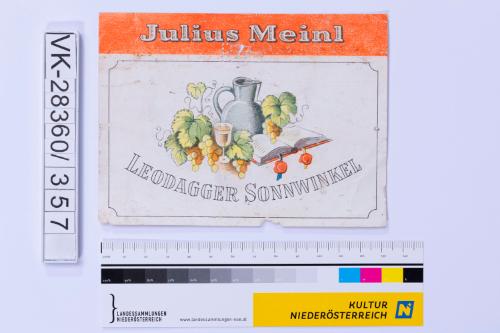 Julius Meinl
LEODAGGER SONNWINKEL
VK-28360/357
LANDESSAMMLUNGEN
NIEDERÖSTERREICH
www.landessammlungen-noe.at
KULTUR
NIEDERÖSTERREICH
N